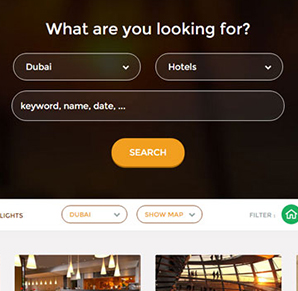 What are you looking for?
Dubai Hotels
keyword, name, date, ...
SEARCH
LIGHTS DUBAI SHOW MAP FILTER :